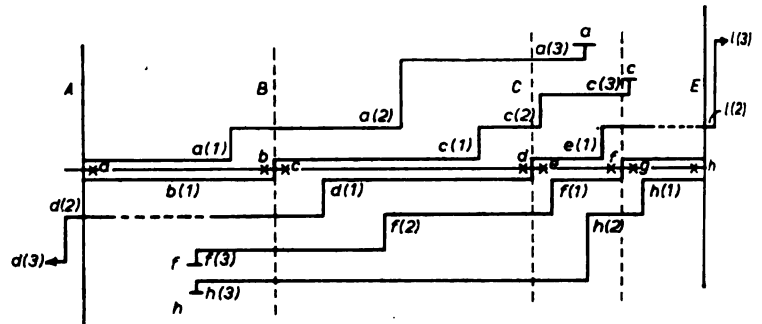 a
l(3)
a(3)
c
A B C c(3) E
a(2) c(2) l(2)
a(1) c(1) e(1)
a b c d e f g h
b(1) d(1) f(1) h(1)
d(2)
f(2) h(2)
d(3) f f(3)
h(3)
h